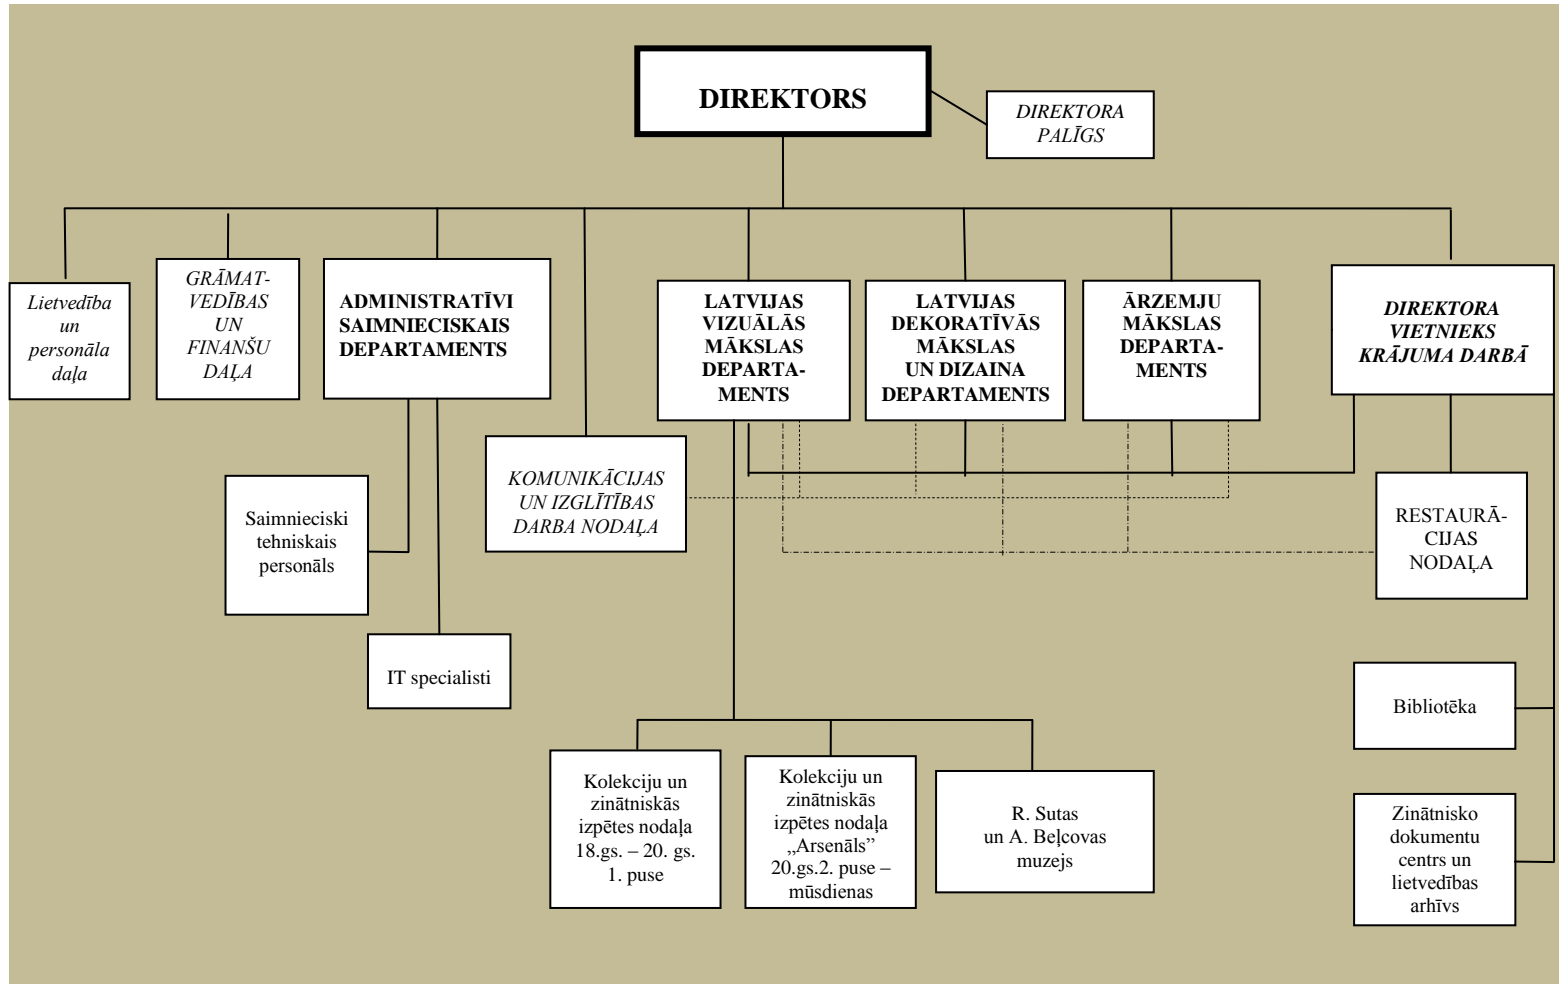 DIREKTORS
DIREKTORA
PALĪGS
Lietvedība
un
personāla
daļa
GRĀMAT-
VEDĪBAS
UN
FINANŠU
DAĻA
ADMINISTRATĪVI
SAIMNIECISKAIS
DEPARTAMENTS
LATVIJAS
VIZUĀLĀS
MĀKSLAS
DEPARTA-
MENTS
LATVIJAS
DEKORATĪVĀS
MĀKSLAS
UN DIZAINA
DEPARTAMENTS
ĀRZEMJU
MĀKSLAS
DEPARTA-
MENTS
DIREKTORA
VIETNIEKS
KRĀJUMA DARBĀ
KOMUNIKĀCIJAS
UN IZGLĪTĪBAS
DARBA NODAĻA
Saimnieciski
tehniskais
personāls
RESTAURĀ-
CIJAS
NODAĻA
IT specialisti
Bibliotēka
Kolekciju un
zinātniskās
izpētes nodaļa
18.gs. – 20. gs.
1. puse
Kolekciju un
zinātniskās
izpētes nodaļa
„Arsenāls”
20.gs.2. puse –
mūsdienas
R. Sutas
un A. Beļcovas
muzejs
Zinātnisko
dokumentu
centrs un
lietvedības
arhīvs